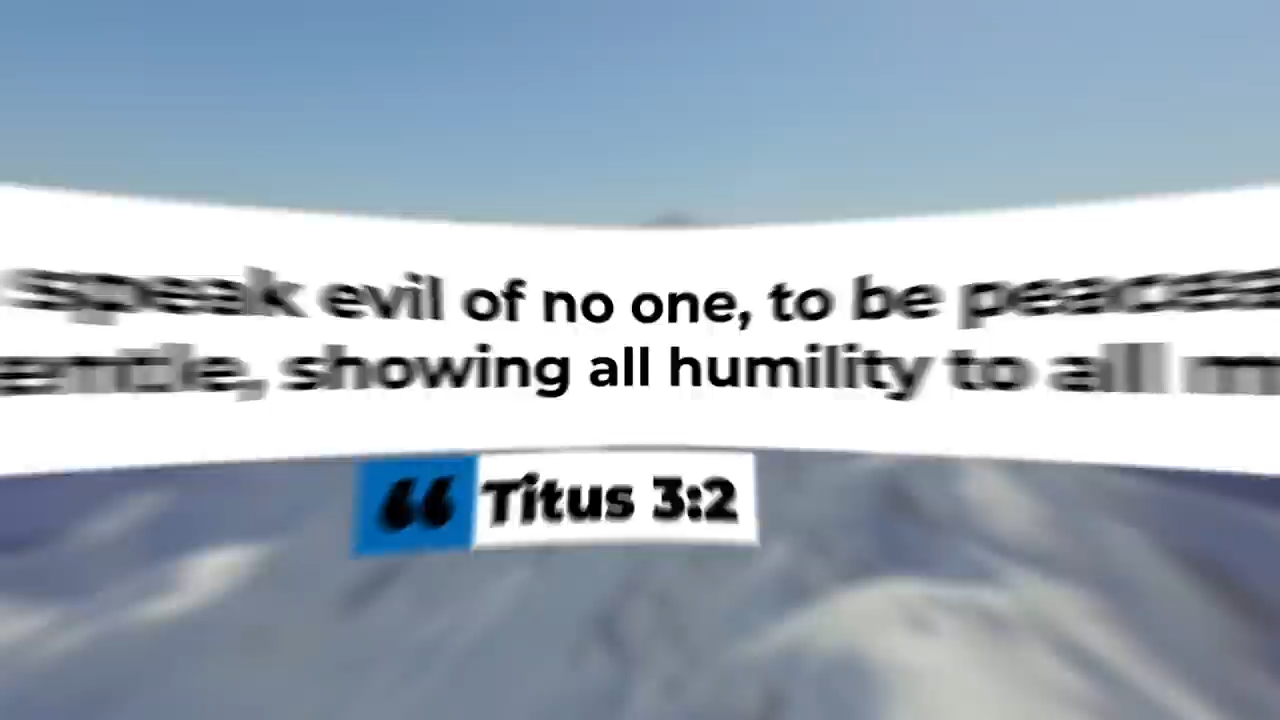 speak evil of no one, to be
showing all humility to all
“ Titus 3:2